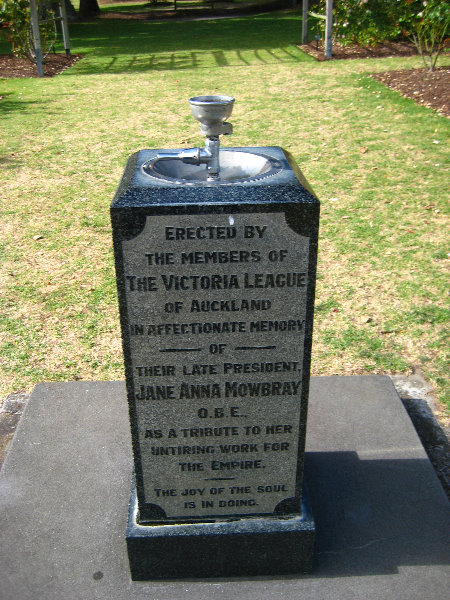 ERECTED BY
THE MEMBERS OF
THE VICTORIA LEAGUE
OF AUCKLAND
IN AFFECTIONATE MEMORY
OF
THEIR LATE PRESIDENT,
JANE ANNA MOWBRAY
O.B.E.,
AS A TRIBUTE TO HER
UNTIRING WORK FOR
THE EMPIRE.
THE JOY OF THE SOUL
IS IN DOING.